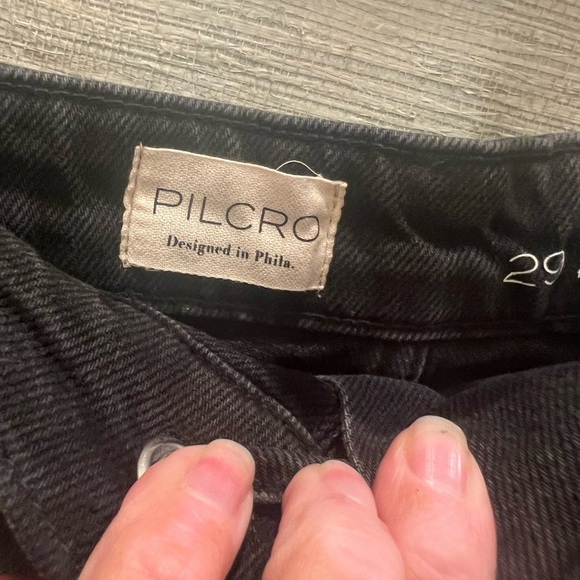 PILCRO
Designed in Phila.
29